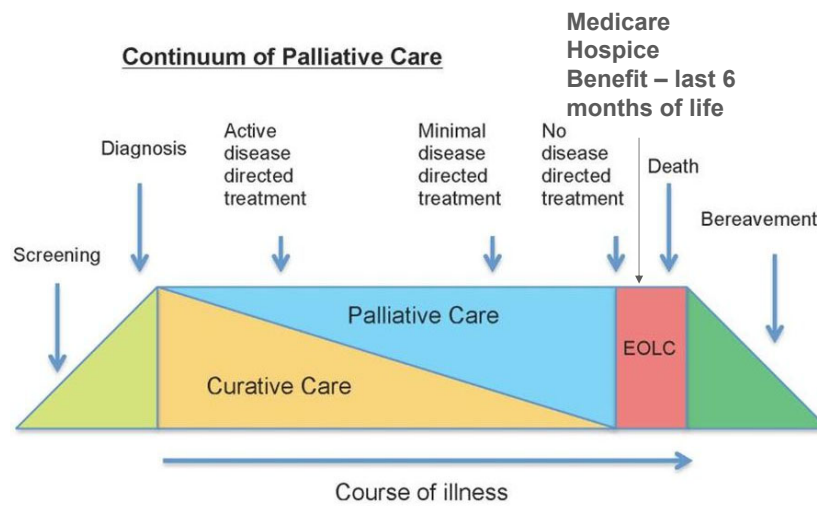 Continuum of Palliative Care
Medicare
Hospice
Benefit – last 6
months of life
Screening
Diagnosis
Active
disease
directed
treatment
Minimal
disease
directed
treatment
No
disease
directed
treatment
Death
Bereavement
Palliative Care
Curative Care
EOLC
Course of illness